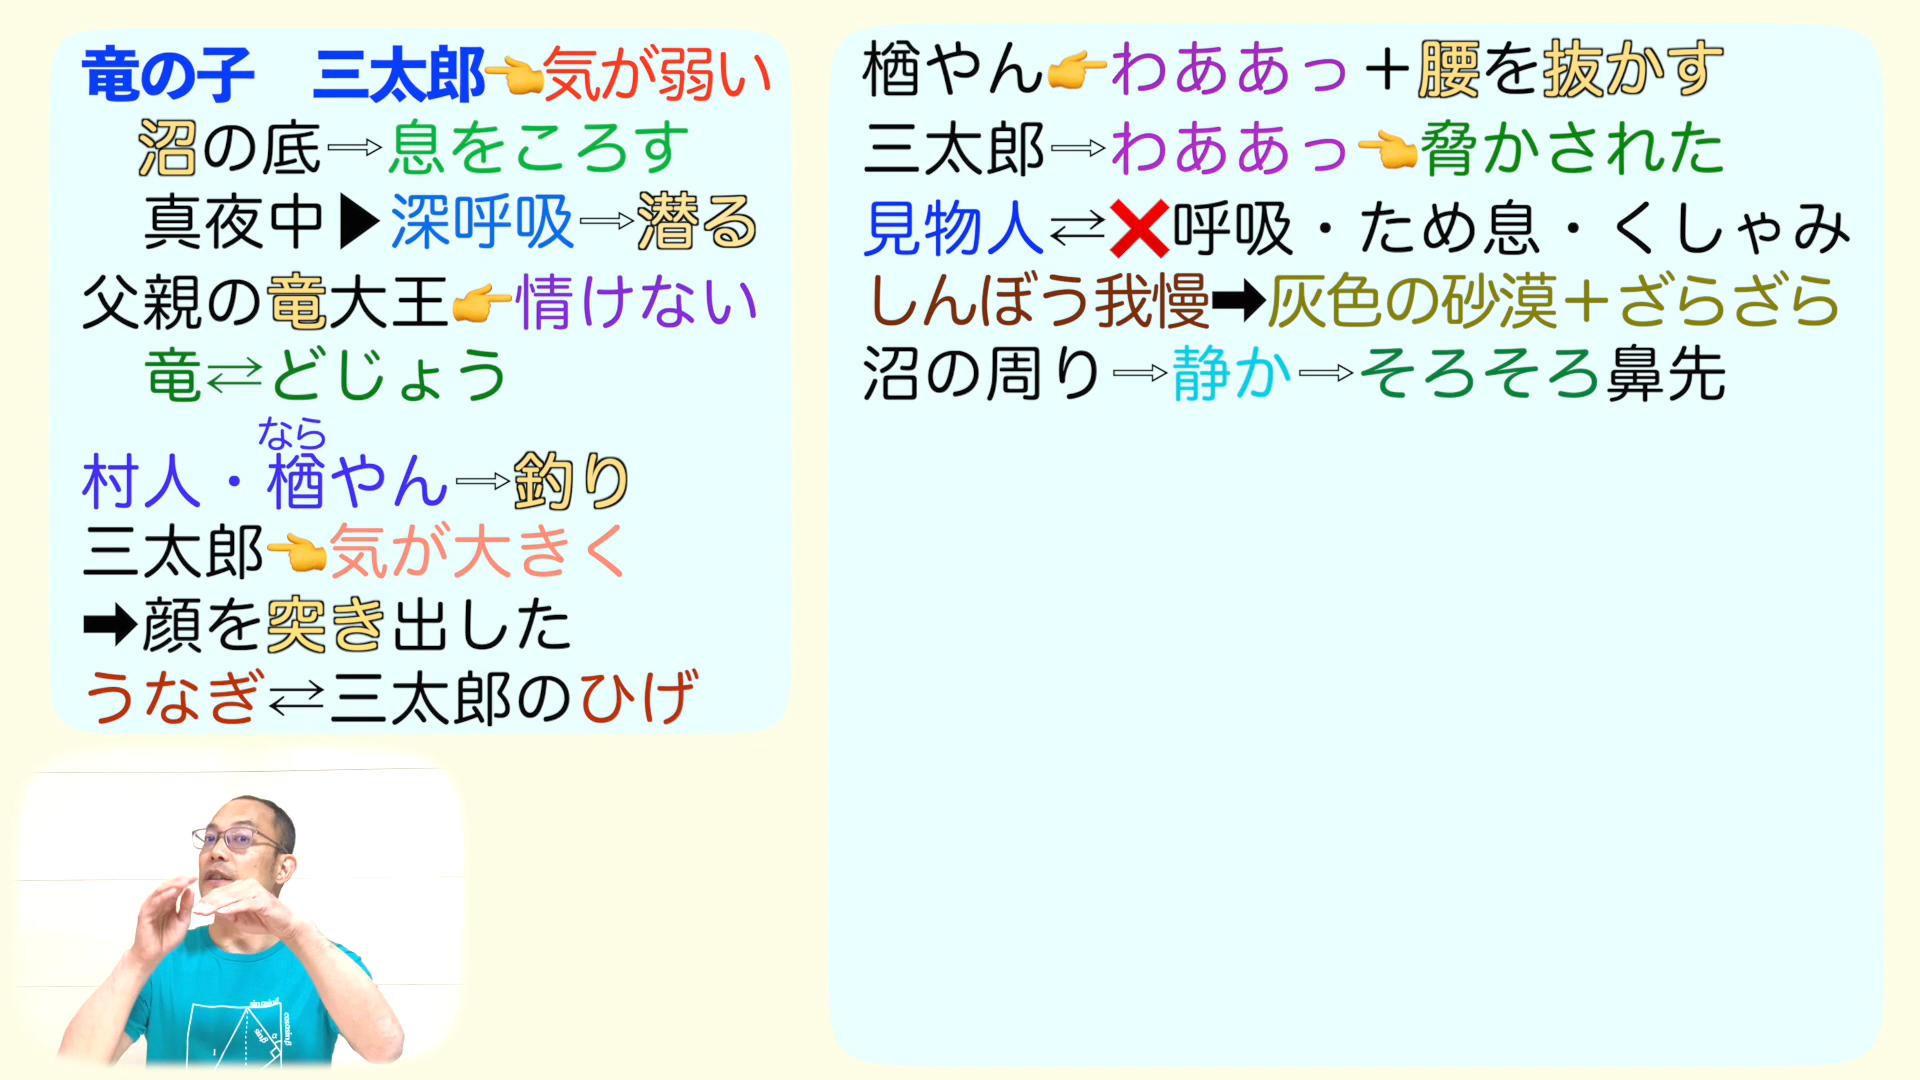 竜の子　三太郎👈気が弱い
沼の底⇨息をころす
真夜中▶深呼吸⇨潜る
父親の竜大王👉情けない
竜⇄どじょう
なら
村人・楢やん⇨釣り
三太郎👈気が大きく
➡顔を突き出した
うなぎ⇄三太郎のひげ
楢やん👉わああっ＋腰を抜かす
三太郎⇨わああっ👈脅かされた
見物人⇄❌呼吸・ため息・くしゃみ
しんぼう我慢➡灰色の砂漠＋ざらざら
沼の周り⇨静か⇨そろそろ鼻先
sinαcosβ
cosαsinβ
sinβ
α
1